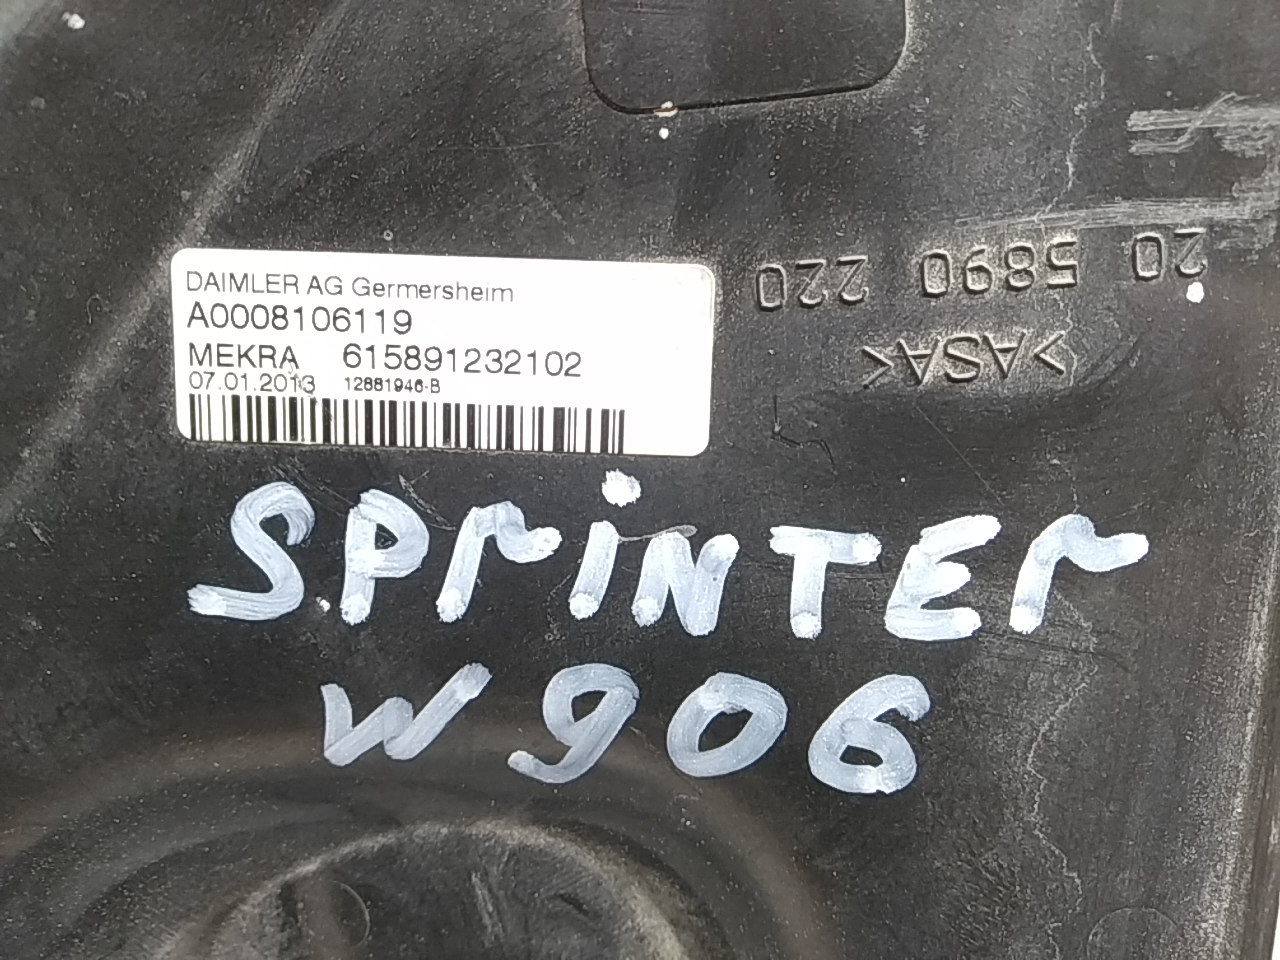 DAIMLER AG Germersheim
A0008106119
MEKRA 615891232102
07.01.2013 12881946-B
20 5890 220
>ASA<
SPrINTEr
W906